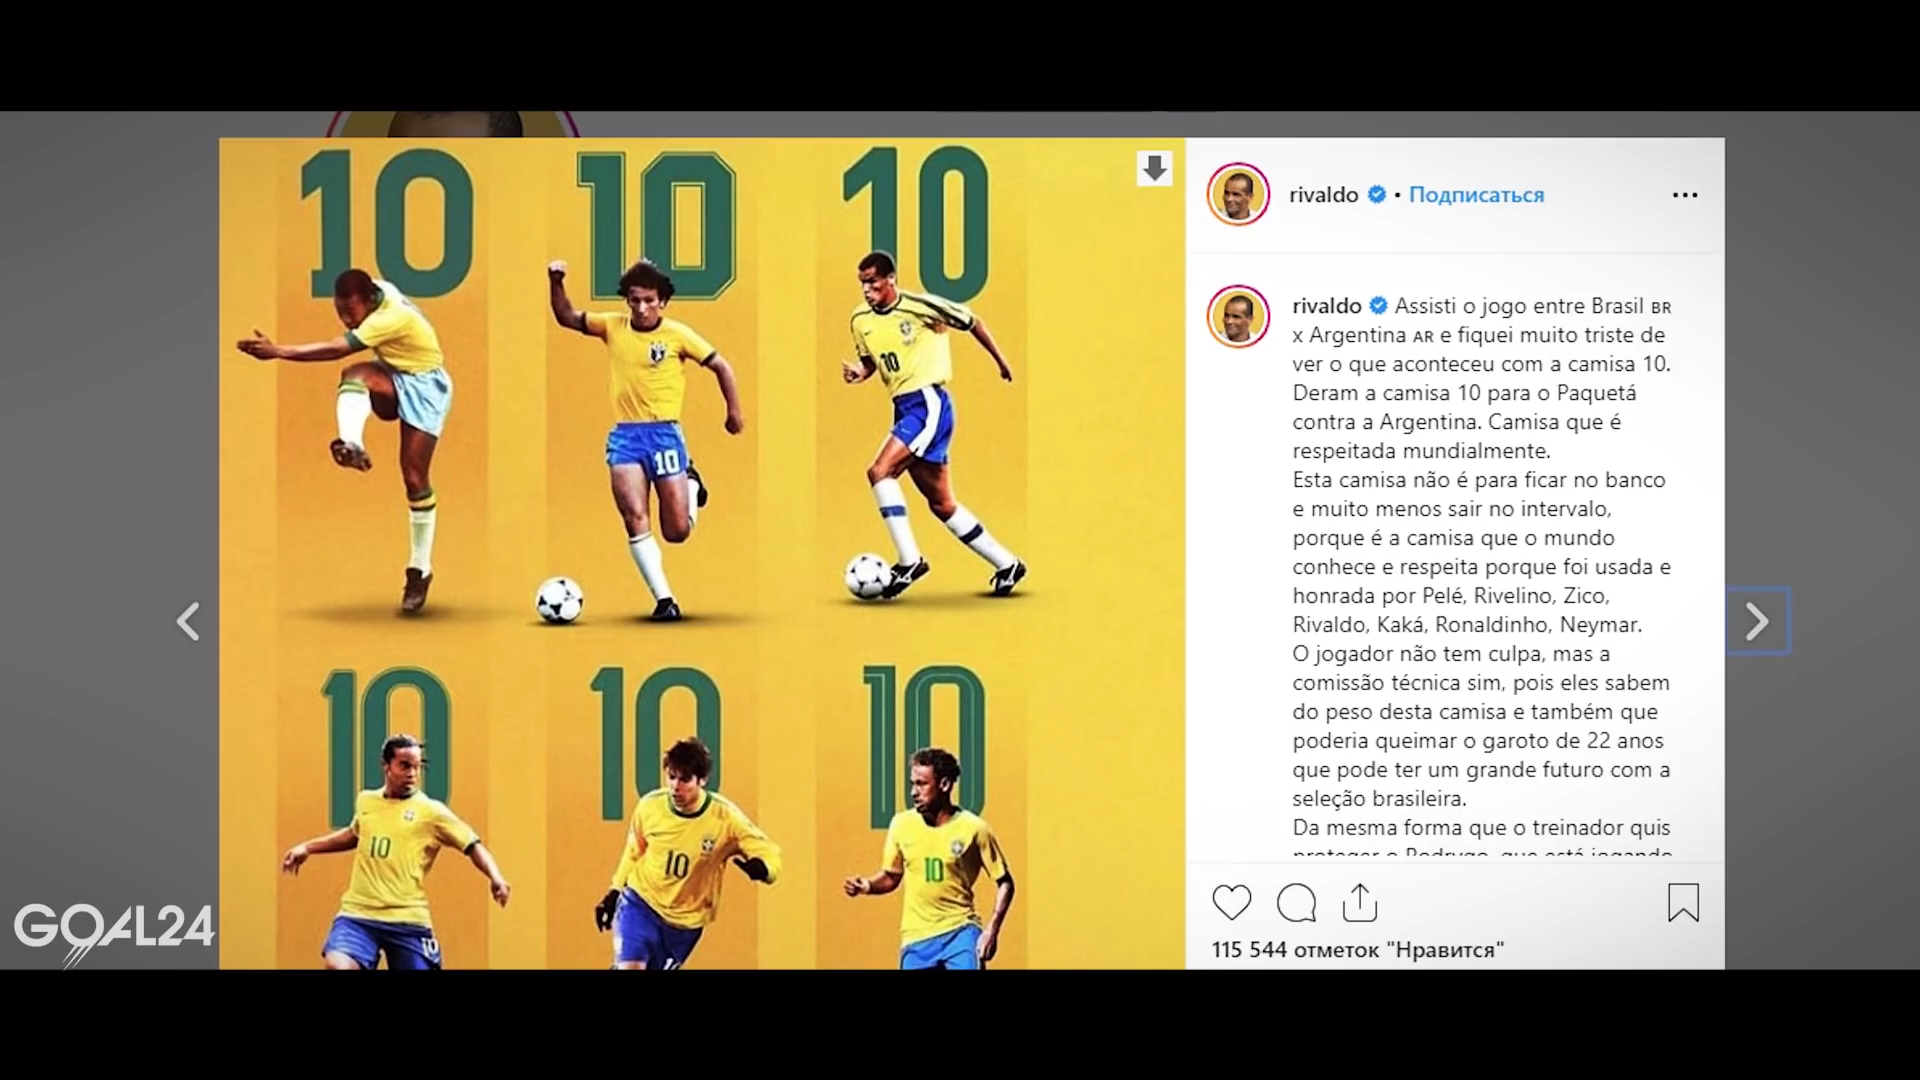 10 10 10
10
10
10 10 10
10 10 10
10
GOAL24
rivaldo • Подписаться
rivaldo Assisti o jogo entre Brasil BR
x Argentina AR e fiquei muito triste de
ver o que aconteceu com a camisa 10.
Deram a camisa 10 para o Paquetá
contra a Argentina. Camisa que é
respeitada mundialmente.
Esta camisa não é para ficar no banco
e muito menos sair no intervalo,
porque é a camisa que o mundo
conhece e respeita porque foi usada e
honrada por Pelé, Rivelino, Zico,
Rivaldo, Kaká, Ronaldinho, Neymar.
O jogador não tem culpa, mas a
comissão técnica sim, pois eles sabem
do peso desta camisa e também que
poderia queimar o garoto de 22 anos
que pode ter um grande futuro com a
seleção brasileira.
Da mesma forma que o treinador quis
proteger o Rodrygo, que está jogando
115 544 отметок "Нравится"